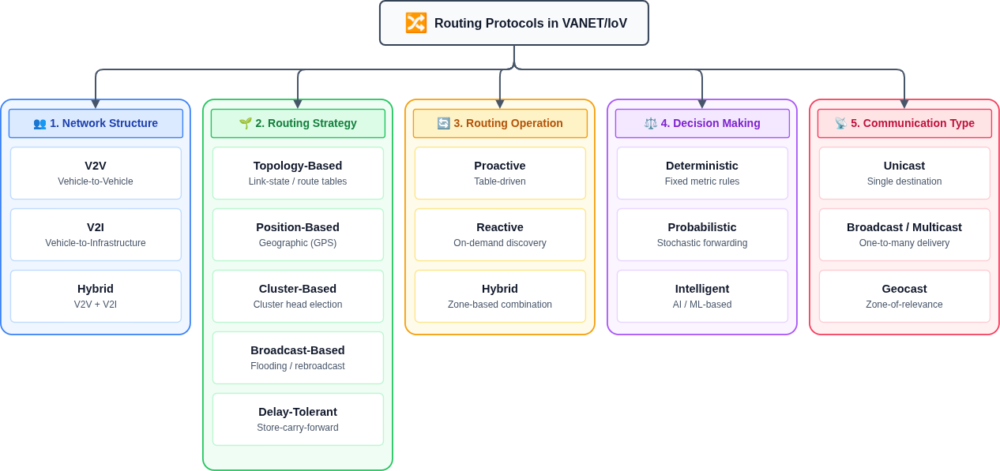 Routing Protocols in VANET/IoV
1. Network Structure
V2V
Vehicle-to-Vehicle
V2I
Vehicle-to-Infrastructure
Hybrid
V2V + V2I
2. Routing Strategy
Topology-Based
Link-state / route tables
Position-Based
Geographic (GPS)
Cluster-Based
Cluster head election
Broadcast-Based
Flooding / rebroadcast
Delay-Tolerant
Store-carry-forward
3. Routing Operation
Proactive
Table-driven
Reactive
On-demand discovery
Hybrid
Zone-based combination
4. Decision Making
Deterministic
Fixed metric rules
Probabilistic
Stochastic forwarding
Intelligent
AI / ML-based
5. Communication Type
Unicast
Single destination
Broadcast / Multicast
One-to-many delivery
Geocast
Zone-of-relevance